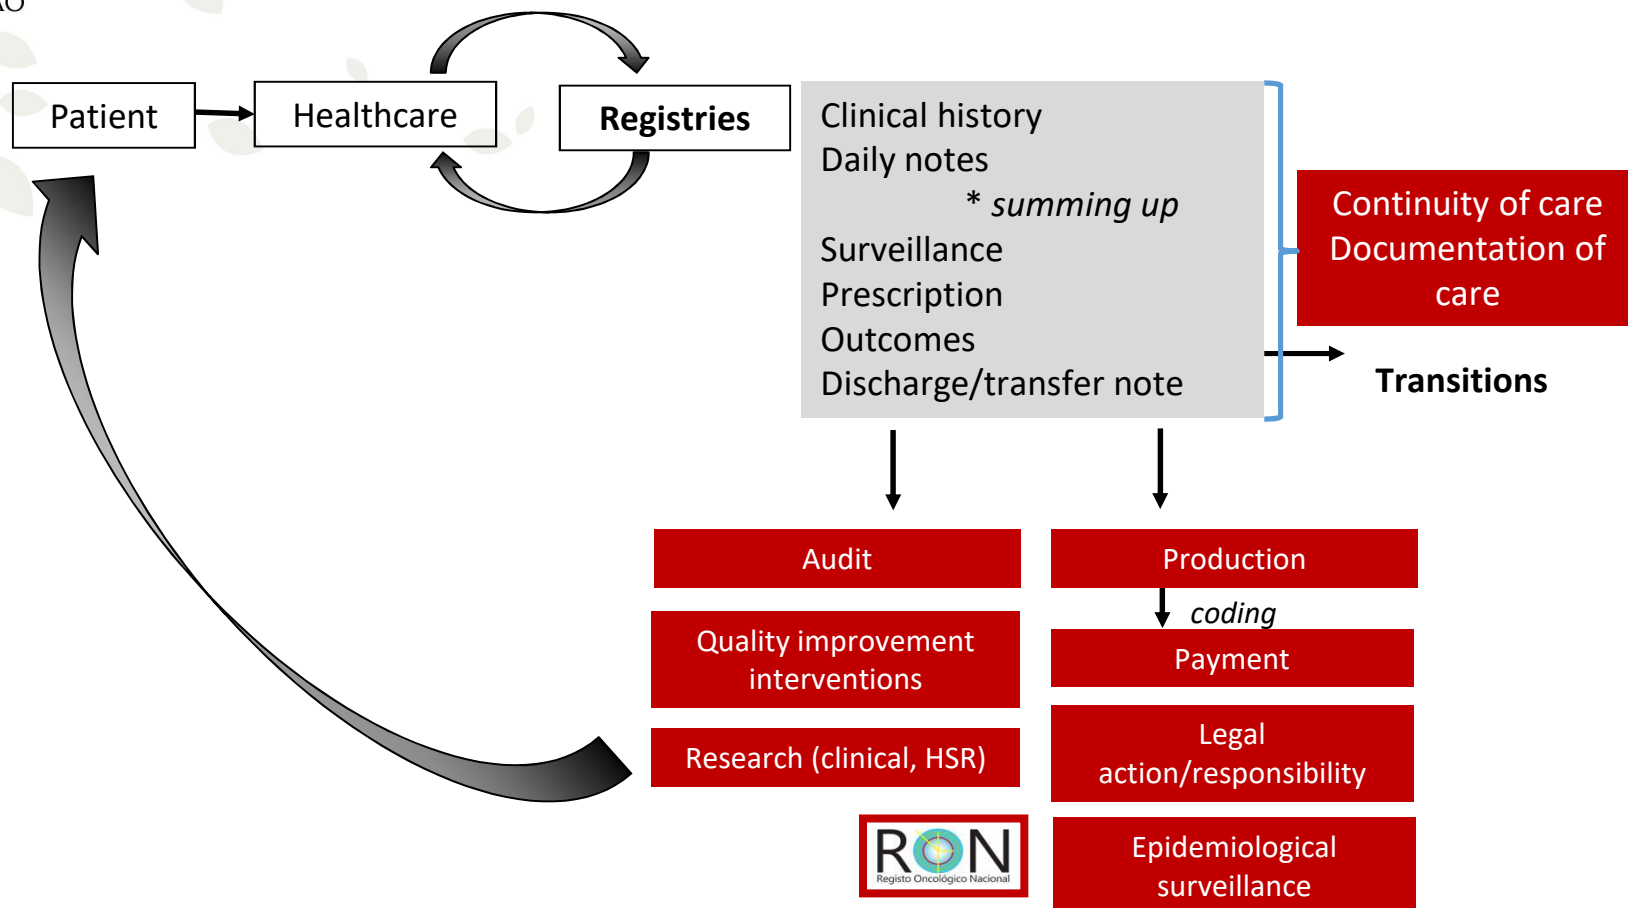 Patient
Healthcare
Registries
Clinical history
Daily notes
* summing up
Surveillance
Prescription
Outcomes
Discharge/transfer note
Continuity of care
Documentation of
care
Transitions
Audit
Production
coding
Quality improvement
interventions
Payment
Research (clinical, HSR)
Legal
action/responsibility
RON
Registo Oncológico Nacional
Epidemiological
surveillance